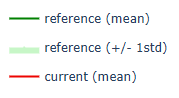 reference (mean)
reference (+/- 1std)
current (mean)